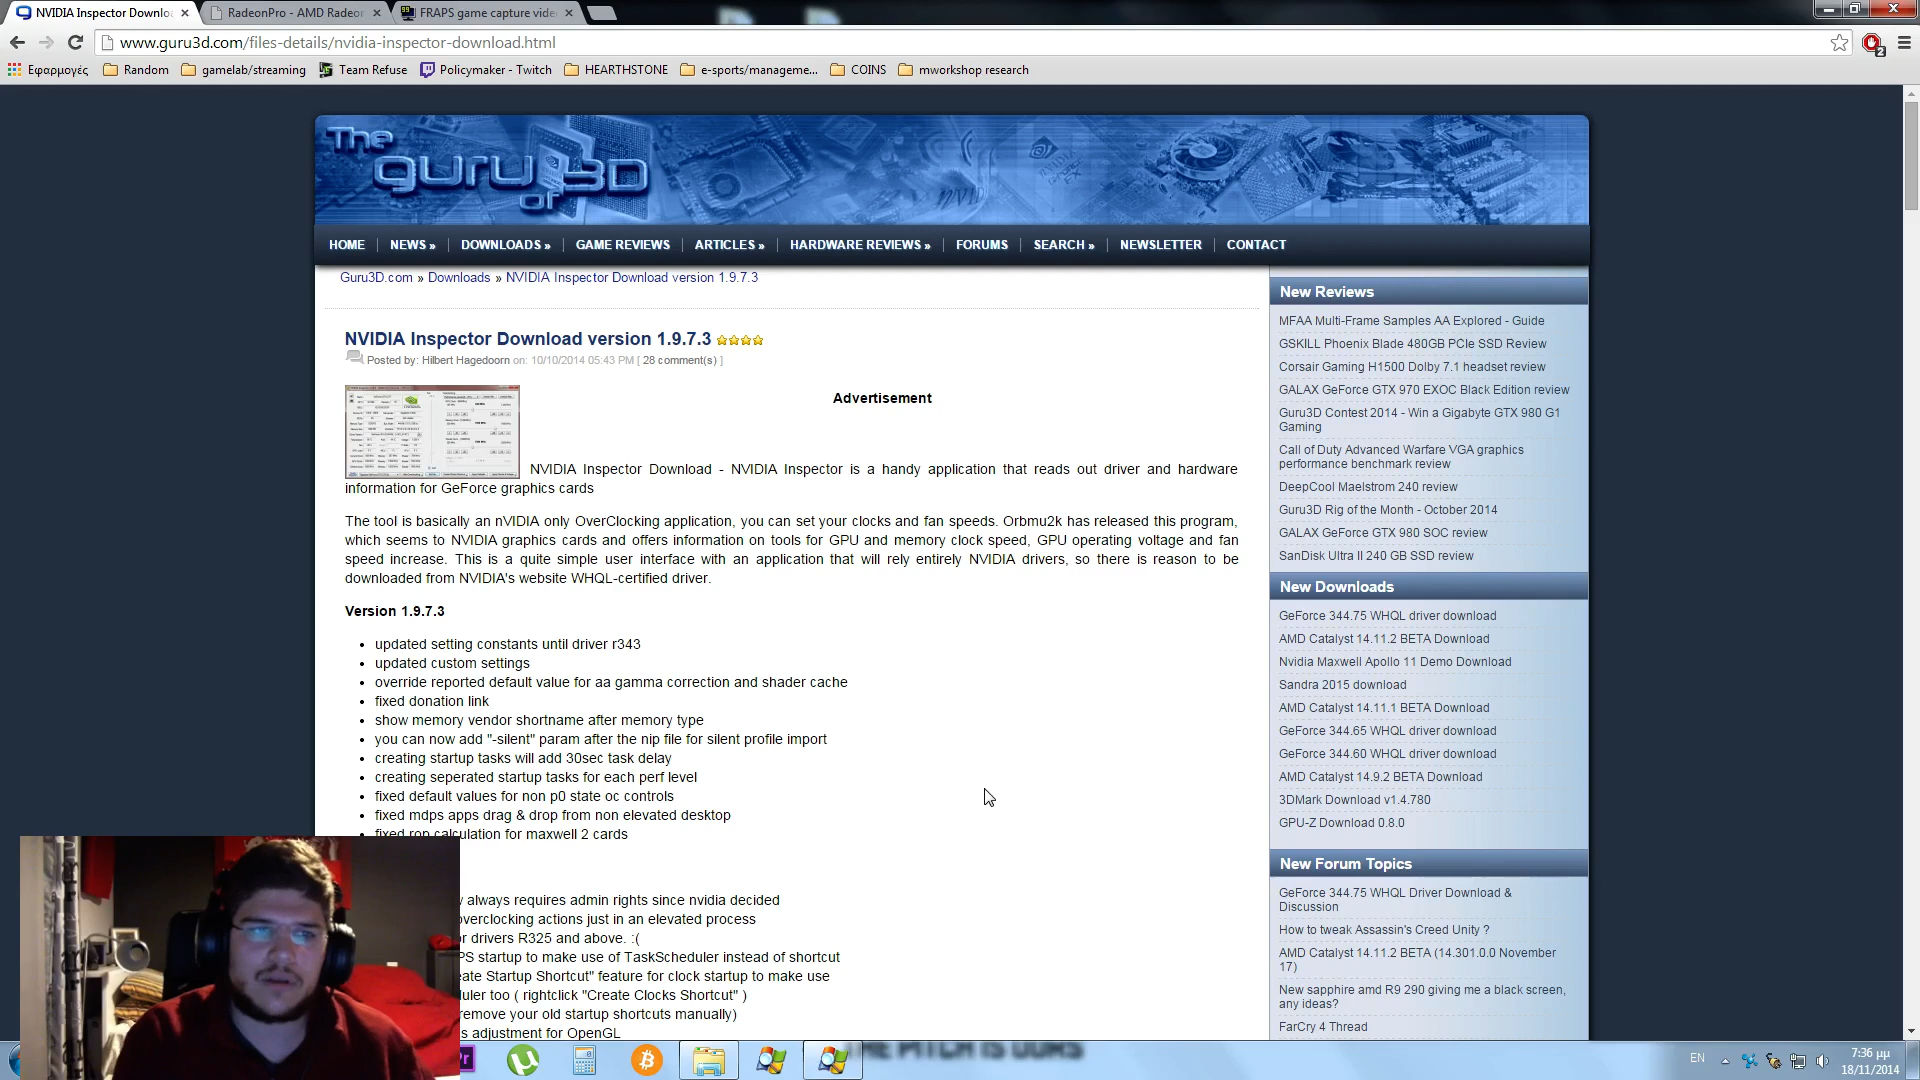 NVIDIA Inspector Downlo
RadeonPro - AMD Radeon
FRAPS game capture vide
www.guru3d.com/files-details/nvidia-inspector-download.html
2
Εφαρμογές
Random
gamelab/streaming
Team Refuse
Policymaker - Twitch
HEARTHSTONE
e-sports/manageme...
COINS
mworkshop research
The guru of 3D
HOME
NEWS »
DOWNLOADS »
GAME REVIEWS
ARTICLES »
HARDWARE REVIEWS »
FORUMS
SEARCH »
NEWSLETTER
CONTACT
Guru3D.com » Downloads » NVIDIA Inspector Download version 1.9.7.3
NVIDIA Inspector Download version 1.9.7.3
Posted by: Hilbert Hagedoorn on: 10/10/2014 05:43 PM [ 28 comment(s) ]
Advertisement
NVIDIA Inspector Download - NVIDIA Inspector is a handy application that reads out driver and hardware
information for GeForce graphics cards
The tool is basically an nVIDIA only OverClocking application, you can set your clocks and fan speeds. Orbmu2k has released this program,
which seems to NVIDIA graphics cards and offers information on tools for GPU and memory clock speed, GPU operating voltage and fan
speed increase. This is a quite simple user interface with an application that will rely entirely NVIDIA drivers, so there is reason to be
downloaded from NVIDIA's website WHQL-certified driver.
Version 1.9.7.3
updated setting constants until driver r343
updated custom settings
override reported default value for aa gamma correction and shader cache
fixed donation link
show memory vendor shortname after memory type
you can now add "-silent" param after the nip file for silent profile import
creating startup tasks will add 30sec task delay
creating seperated startup tasks for each perf level
fixed default values for non p0 state oc controls
fixed mdps apps drag & drop from non elevated desktop
fixed rop calculation for maxwell 2 cards
always requires admin rights since nvidia decided
overclocking actions just in an elevated process
or drivers R325 and above. :(
PS startup to make use of TaskScheduler instead of shortcut
eate Startup Shortcut" feature for clock startup to make use
uler too ( rightclick "Create Clocks Shortcut" )
remove your old startup shortcuts manually)
s adjustment for OpenGL
New Reviews
MFAA Multi-Frame Samples AA Explored - Guide
GSKILL Phoenix Blade 480GB PCIe SSD Review
Corsair Gaming H1500 Dolby 7.1 headset review
GALAX GeForce GTX 970 EXOC Black Edition review
Guru3D Contest 2014 - Win a Gigabyte GTX 980 G1
Gaming
Call of Duty Advanced Warfare VGA graphics
performance benchmark review
DeepCool Maelstrom 240 review
Guru3D Rig of the Month - October 2014
GALAX GeForce GTX 980 SOC review
SanDisk Ultra II 240 GB SSD review
New Downloads
GeForce 344.75 WHQL driver download
AMD Catalyst 14.11.2 BETA Download
Nvidia Maxwell Apollo 11 Demo Download
Sandra 2015 download
AMD Catalyst 14.11.1 BETA Download
GeForce 344.65 WHQL driver download
GeForce 344.60 WHQL driver download
AMD Catalyst 14.9.2 BETA Download
3DMark Download v1.4.780
GPU-Z Download 0.8.0
New Forum Topics
GeForce 344.75 WHQL Driver Download &
Discussion
How to tweak Assassin's Creed Unity ?
AMD Catalyst 14.11.2 BETA (14.301.0.0 November
17)
New sapphire amd R9 290 giving me a black screen,
any ideas?
FarCry 4 Thread
Pr
THE PITCH IS OURS
EN
7:36 μμ
18/11/2014